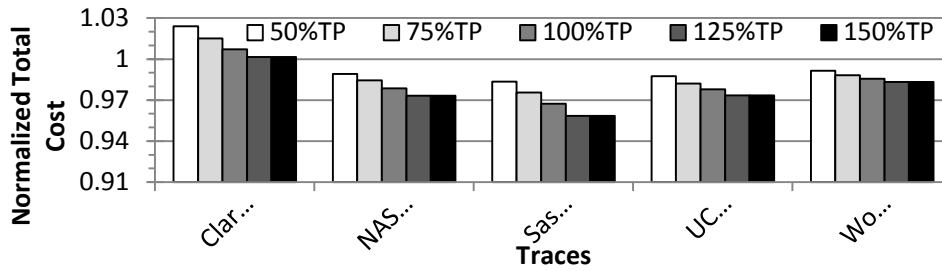 Normalized Total
Cost
1.03
1
0.97
0.94
0.91
50%TP 75%TP 100%TP 125%TP 150%TP
Clar...
NAS...
Sas...
UC...
Wo...
Traces